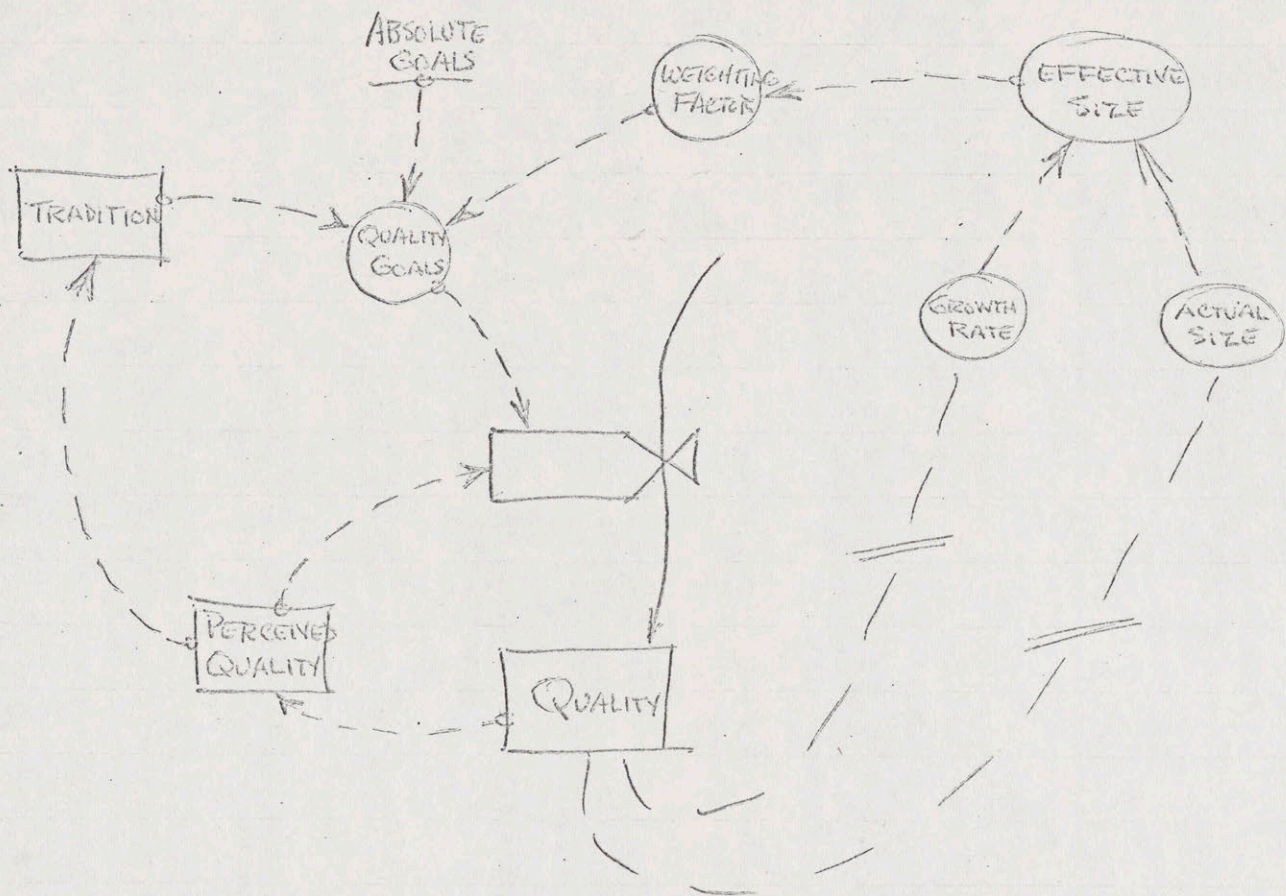 ABSOLUTE
GOALS
WEIGHTING
FACTOR
EFFECTIVE
SIZE
TRADITION
QUALITY
GOALS
GROWTH
RATE
ACTUAL
SIZE
PERCEIVED
QUALITY
QUALITY